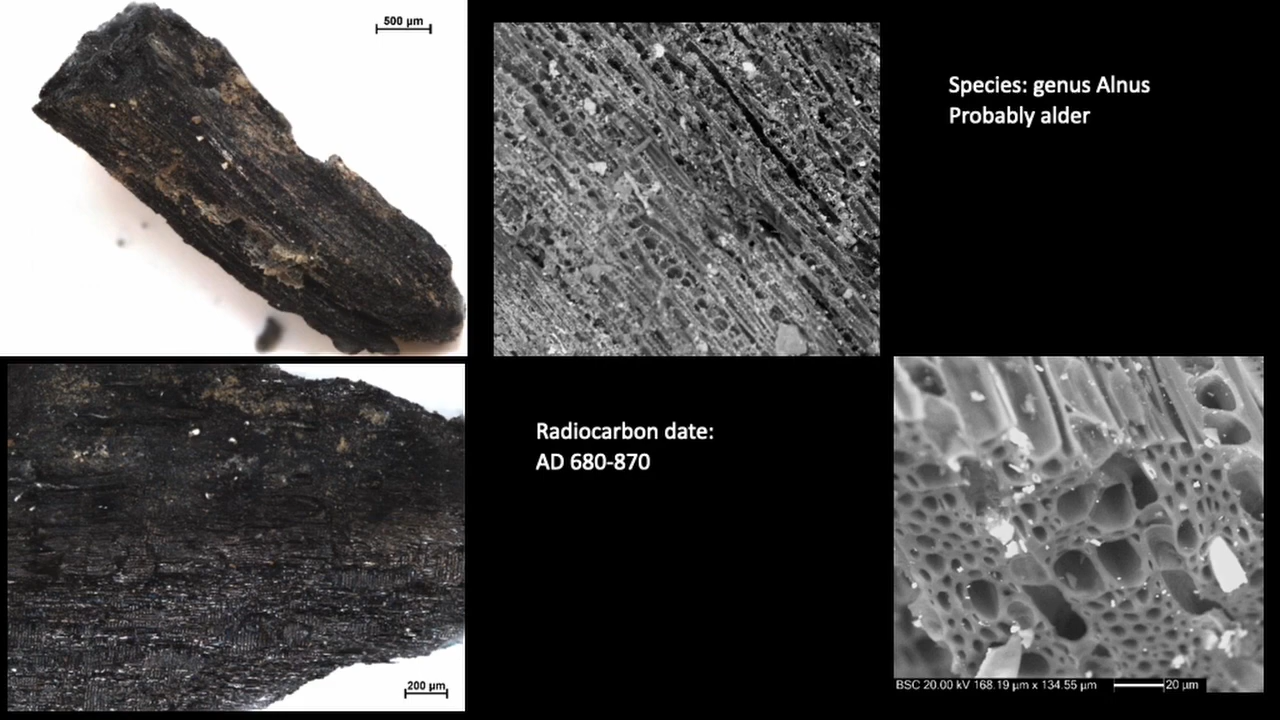 500 µm
Species: genus Alnus
Probably alder
Radiocarbon date:
AD 680-870
200 µm
BSC 20.00 kV 168.19 µm x 134.55 µm 20 µm